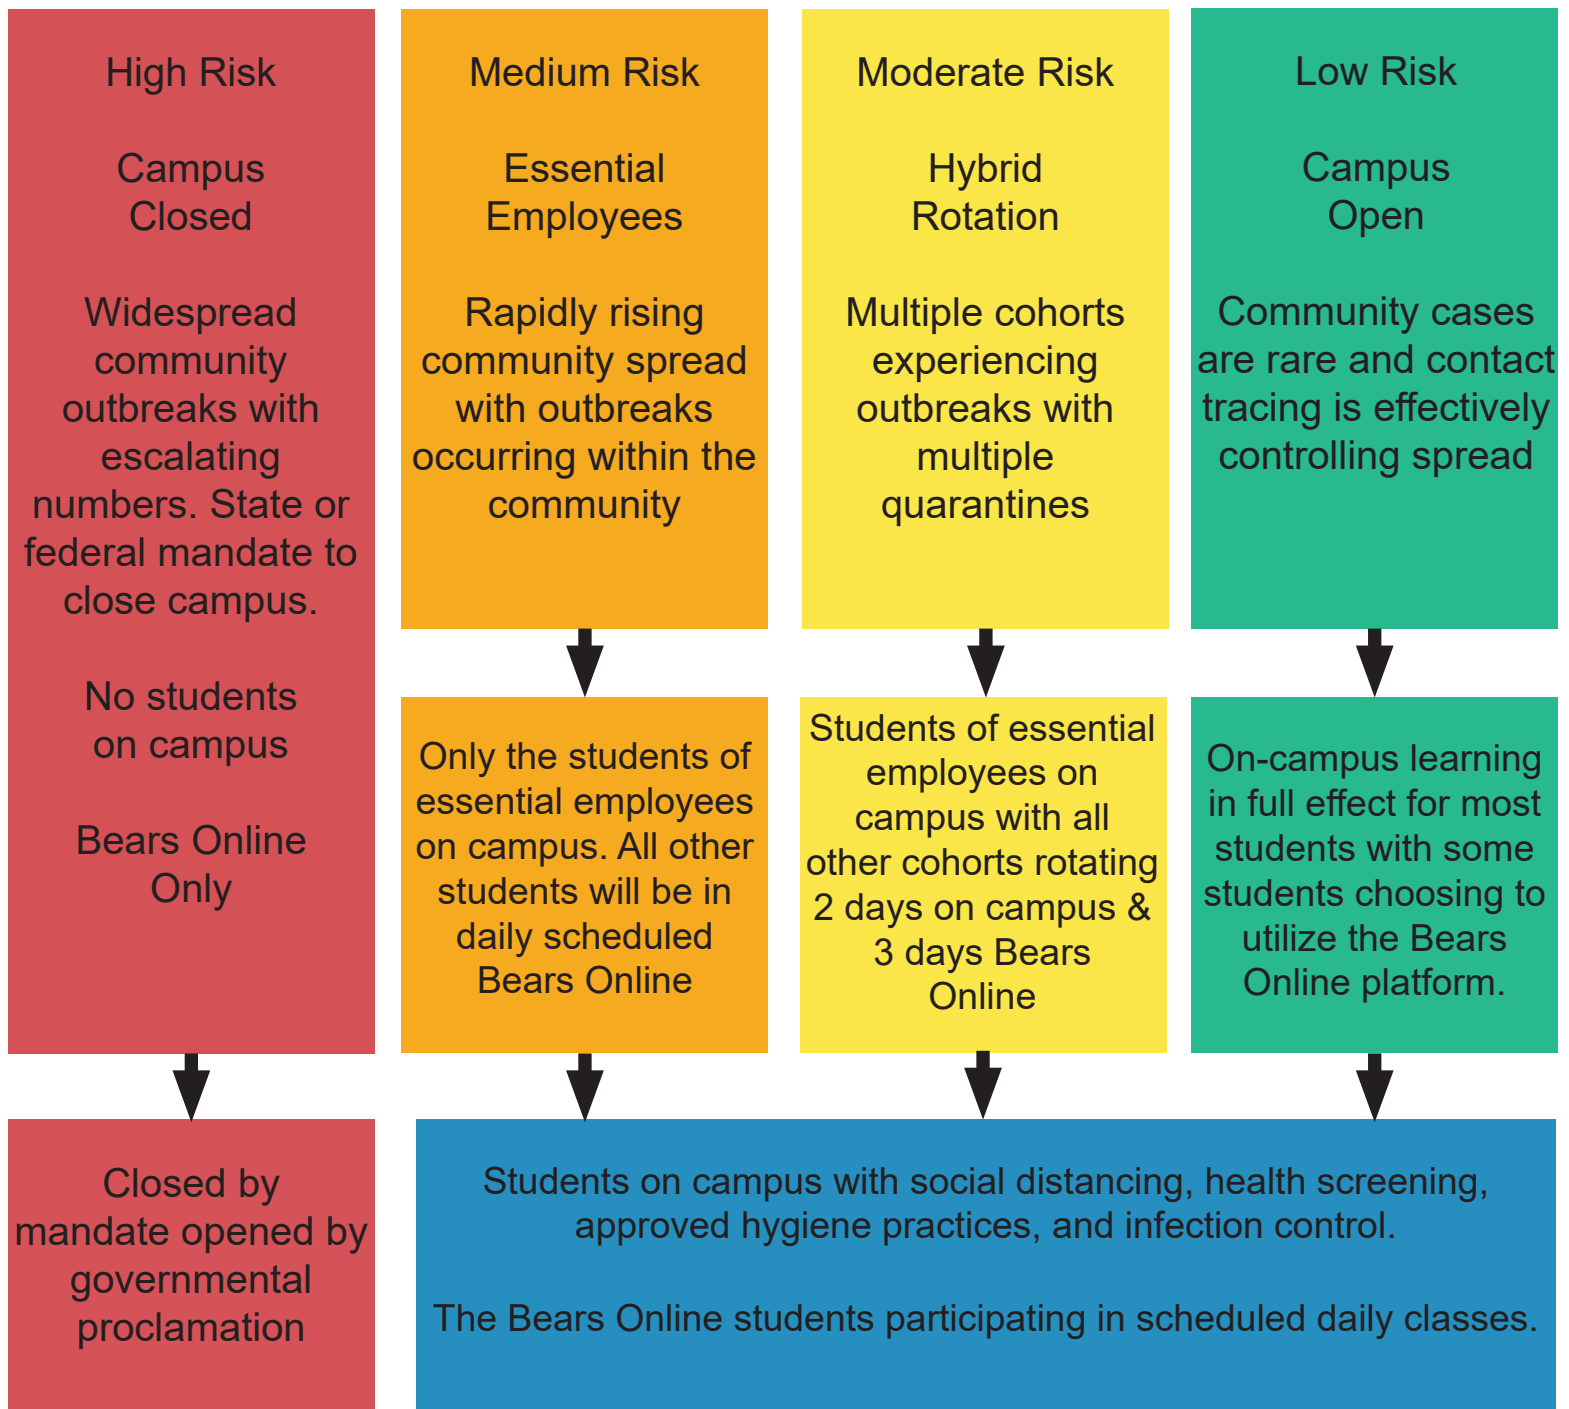 High Risk
Campus
Closed
Widespread
community
outbreaks with
escalating
numbers. State or
federal mandate to
close campus.
No students
on campus
Bears Online
Only
Closed by
mandate opened by
governmental
proclamation
Medium Risk
Essential
Employees
Rapidly rising
community spread
with outbreaks
occurring within the
community
Only the students of
essential employees
on campus. All other
students will be in
daily scheduled
Bears Online
Moderate Risk
Hybrid
Rotation
Multiple cohorts
experiencing
outbreaks with
multiple
quarantines
Students of essential
employees on
campus with all
other cohorts rotating
2 days on campus &
3 days Bears
Online
Low Risk
Campus
Open
Community cases
are rare and contact
tracing is effectively
controlling spread
On-campus learning
in full effect for most
students with some
students choosing to
utilize the Bears
Online platform.
Students on campus with social distancing, health screening,
approved hygiene practices, and infection control.
The Bears Online students participating in scheduled daily classes.